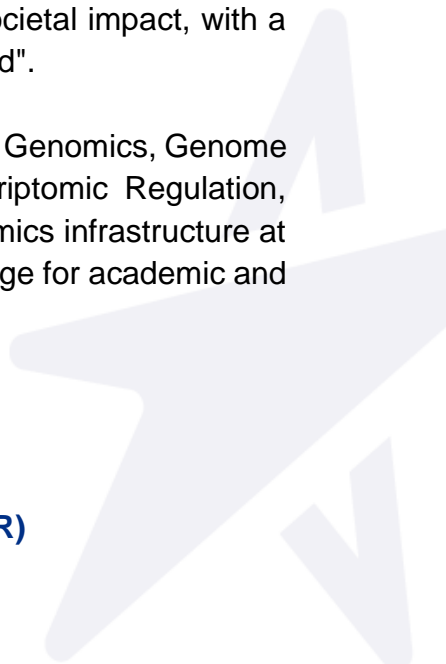 ocietal impact, with a
d".
Genomics, Genome
riptomic Regulation,
mics infrastructure at
ge for academic and
R)